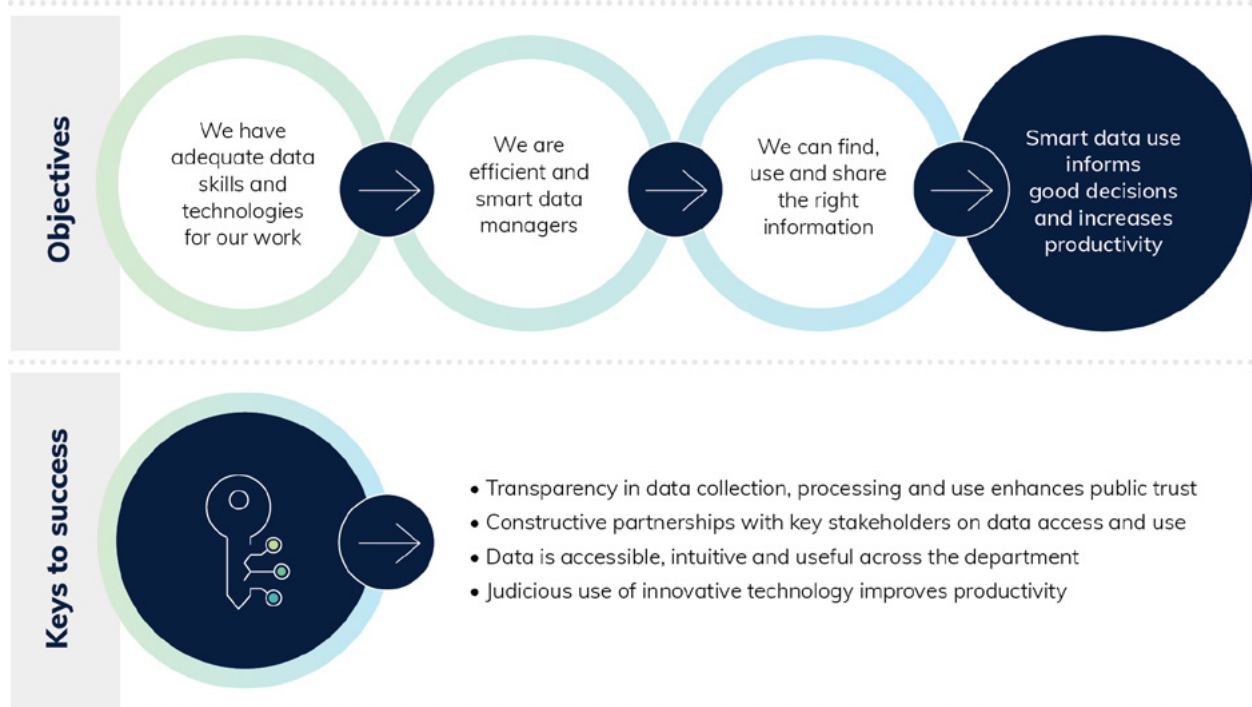 Objectives
We have
adequate data
skills and
technologies
for our work
We are
efficient and
smart data
managers
We can find,
use and share
the right
information
Smart data use
informs
good decisions
and increases
productivity
Keys to success
• Transparency in data collection, processing and use enhances public trust
• Constructive partnerships with key stakeholders on data access and use
• Data is accessible, intuitive and useful across the department
• Judicious use of innovative technology improves productivity